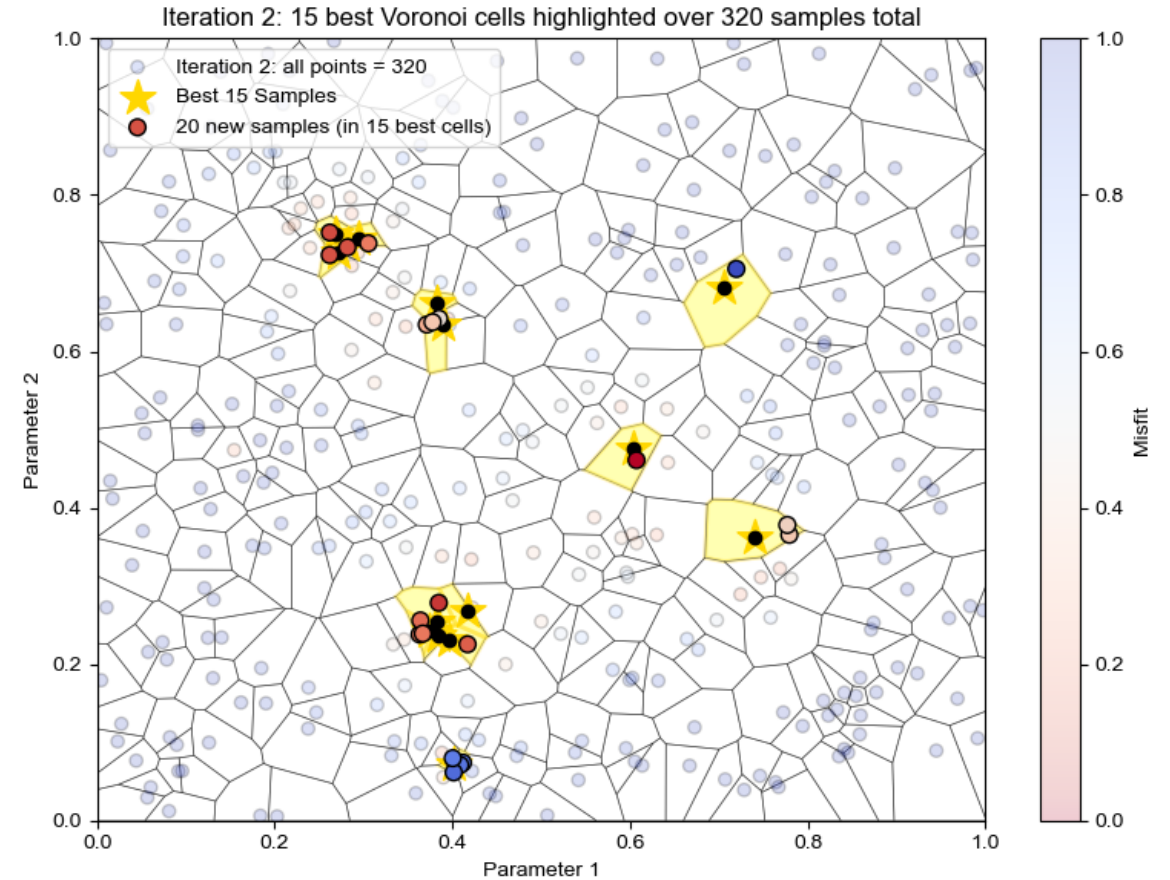 Iteration 2: 15 best Voronoi cells highlighted over 320 samples total
Iteration 2: all points = 320
Best 15 Samples
20 new samples (in 15 best cells)
1.0
0.8
0.6
0.4
0.2
0.0
Parameter 2
0.0
0.2
0.4
0.6
0.8
1.0
Parameter 1
1.0
0.8
0.6
0.4
0.2
0.0
Misfit